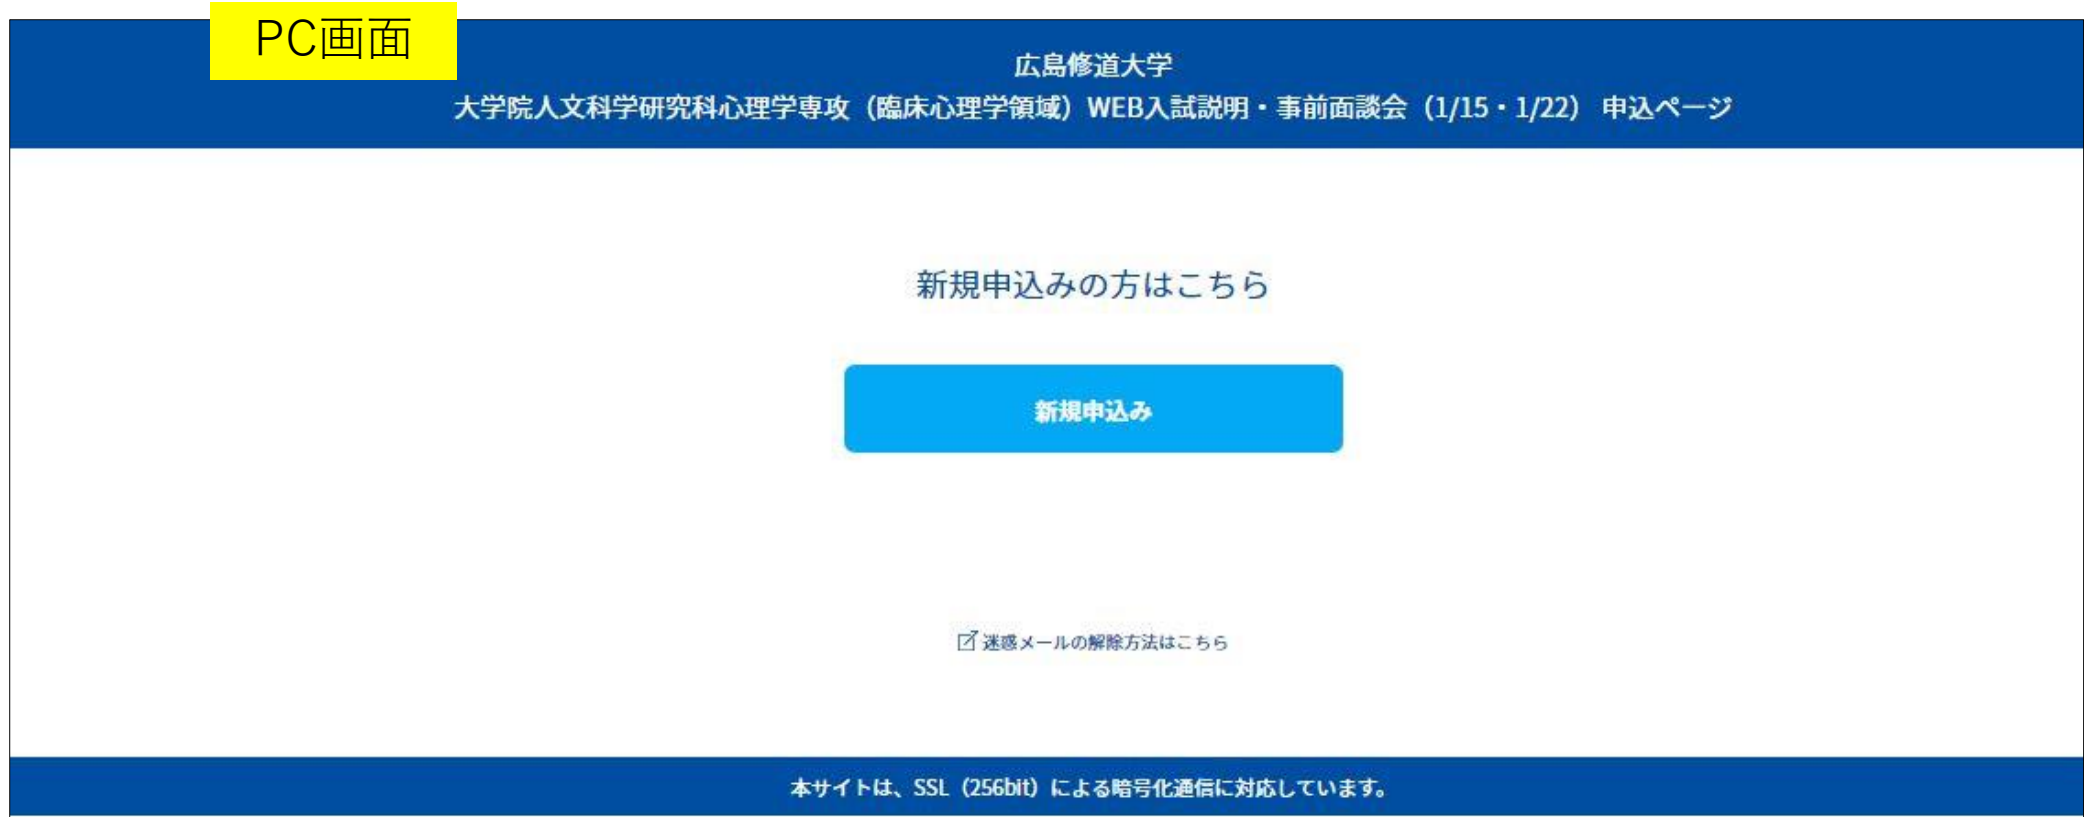 PC画面
広島修道大学
大学院人文科学研究科心理学専攻（臨床心理学領域）WEB入試説明・事前面談会（1/15・1/22） 申込ページ
新規申込みの方はこちら
新規申込み
迷惑メールの解除方法はこちら
本サイトは、SSL（256bit）による暗号化通信に対応しています。